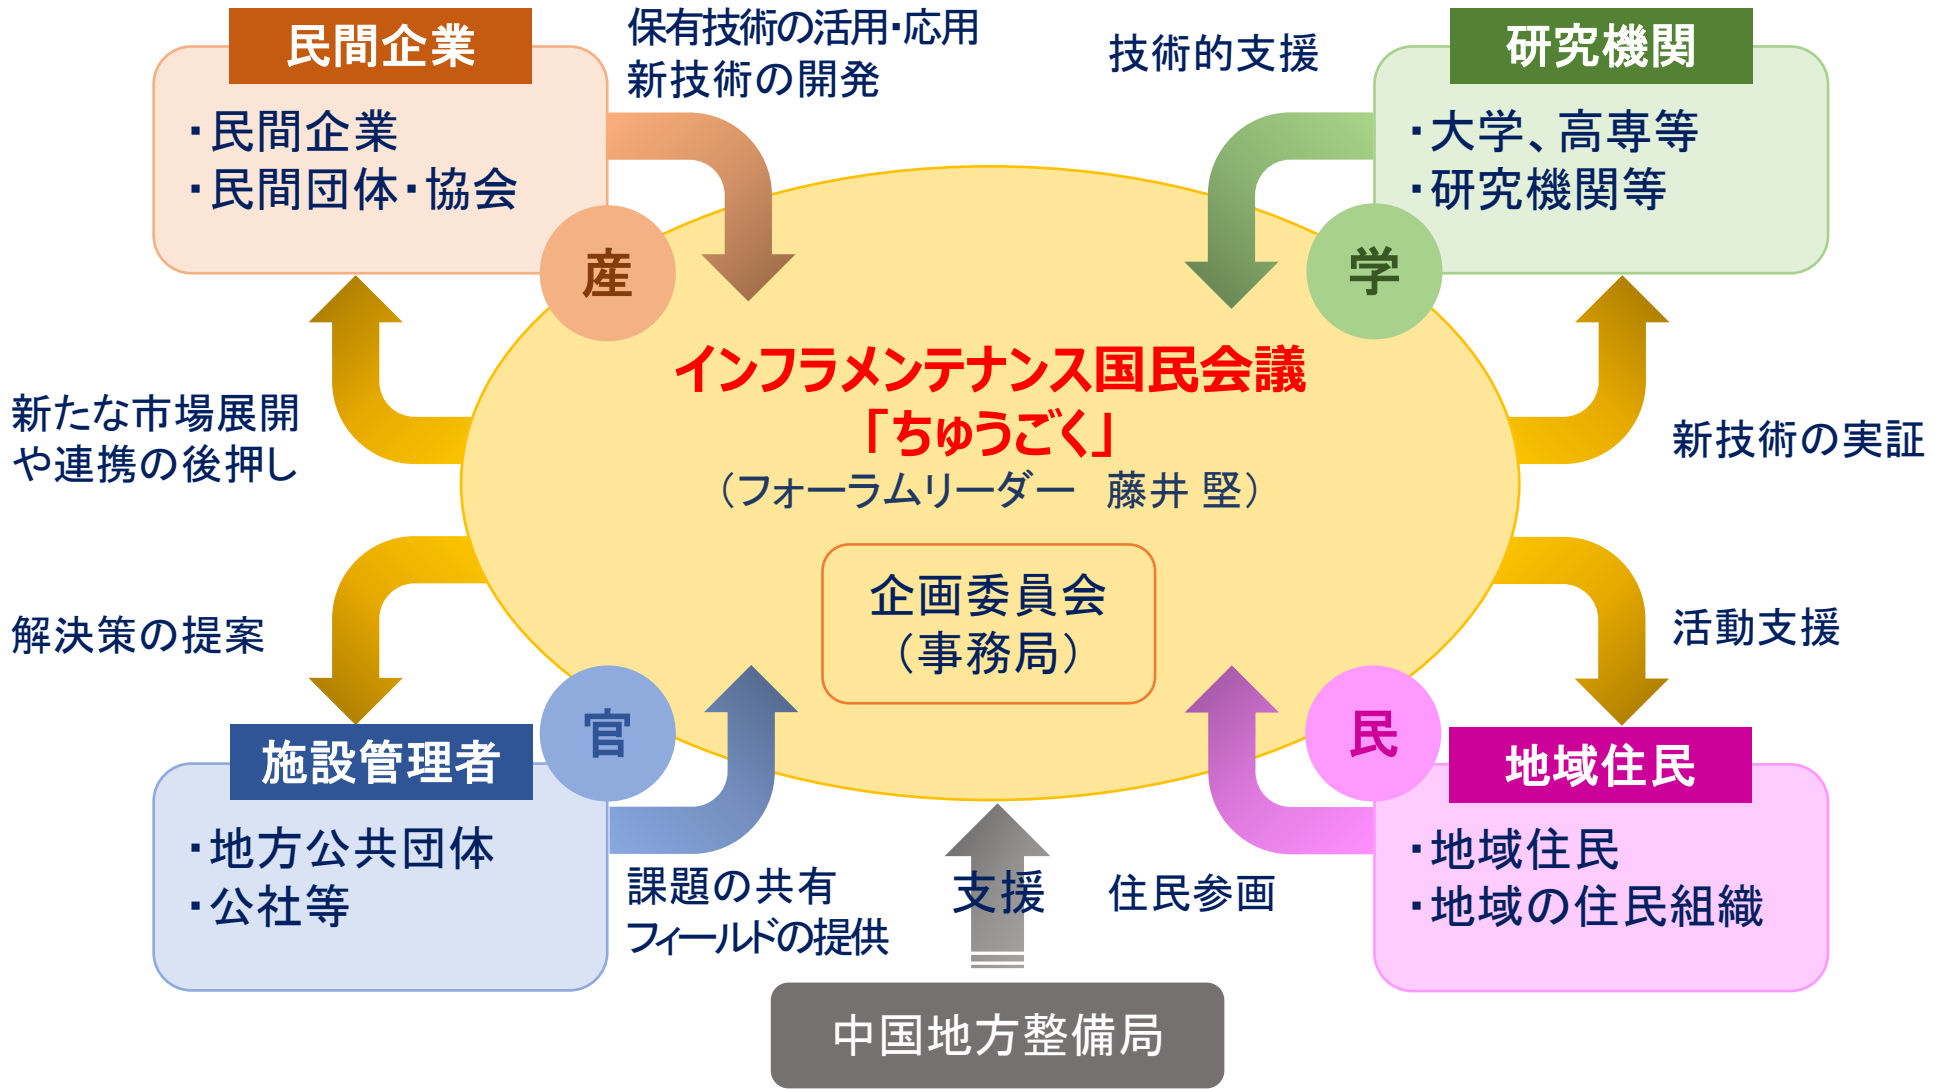 民間企業
・民間企業
・民間団体・協会
産
保有技術の活用・応用
新技術の開発
技術的支援
研究機関
・大学、高専等
・研究機関等
学
インフラメンテナンス国民会議
「ちゅうごく」
（フォーラムリーダー　藤井 堅）
企画委員会
（事務局）
新たな市場展開
や連携の後押し
新技術の実証
解決策の提案
活動支援
施設管理者
・地方公共団体
・公社等
官
課題の共有
フィールドの提供
支援
住民参画
民
地域住民
・地域住民
・地域の住民組織
中国地方整備局